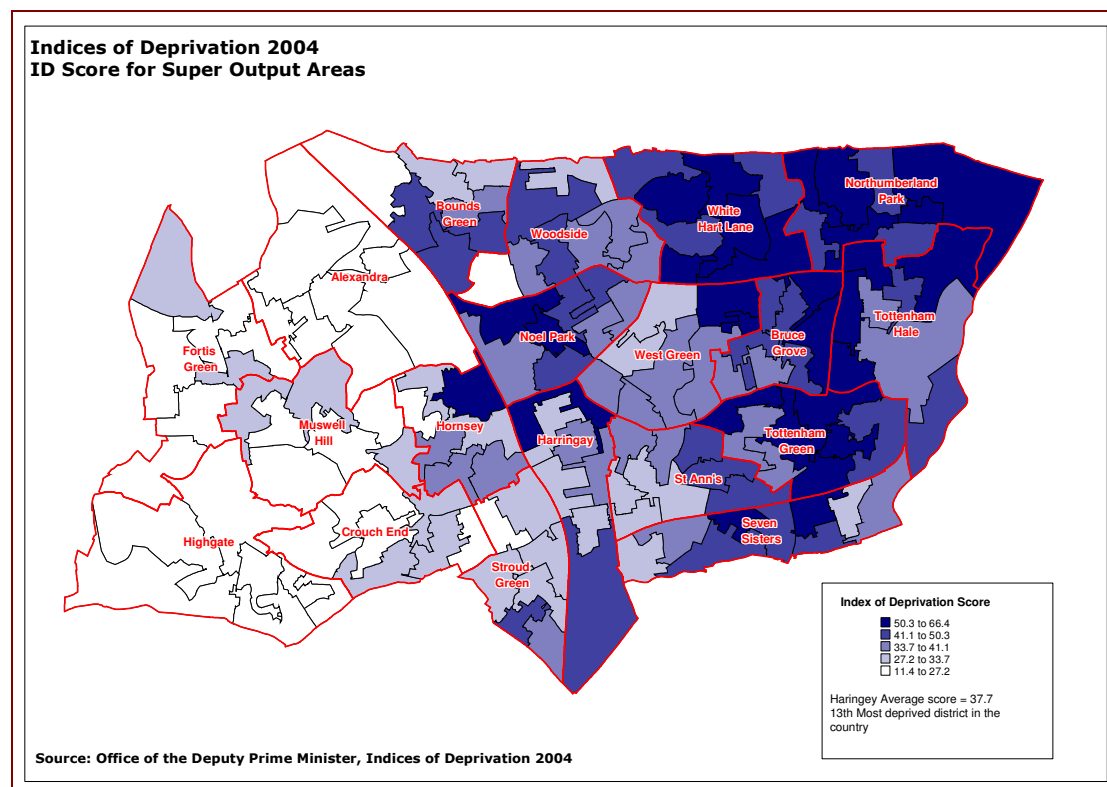 Indices of Deprivation 2004
ID Score for Super Output Areas
Northumberland
Park
Bounds
Green
White
Hart Lane
Woodside
Alexandra
Tottenham
Hale
Noel Park
Bruce
Grove
Fortis
Green
West Green
Muswell
Hill
Hornsey
Harringay
Tottenham
Green
St Ann's
Crouch End
Highgate
Seven
Sisters
Stroud
Green
Index of Deprivation Score
50.3 to 66.4
41.1 to 50.3
33.7 to 41.1
27.2 to 33.7
11.4 to 27.2
Haringey Average score = 37.7
13th Most deprived district in the
country
Source: Office of the Deputy Prime Minister, Indices of Deprivation 2004